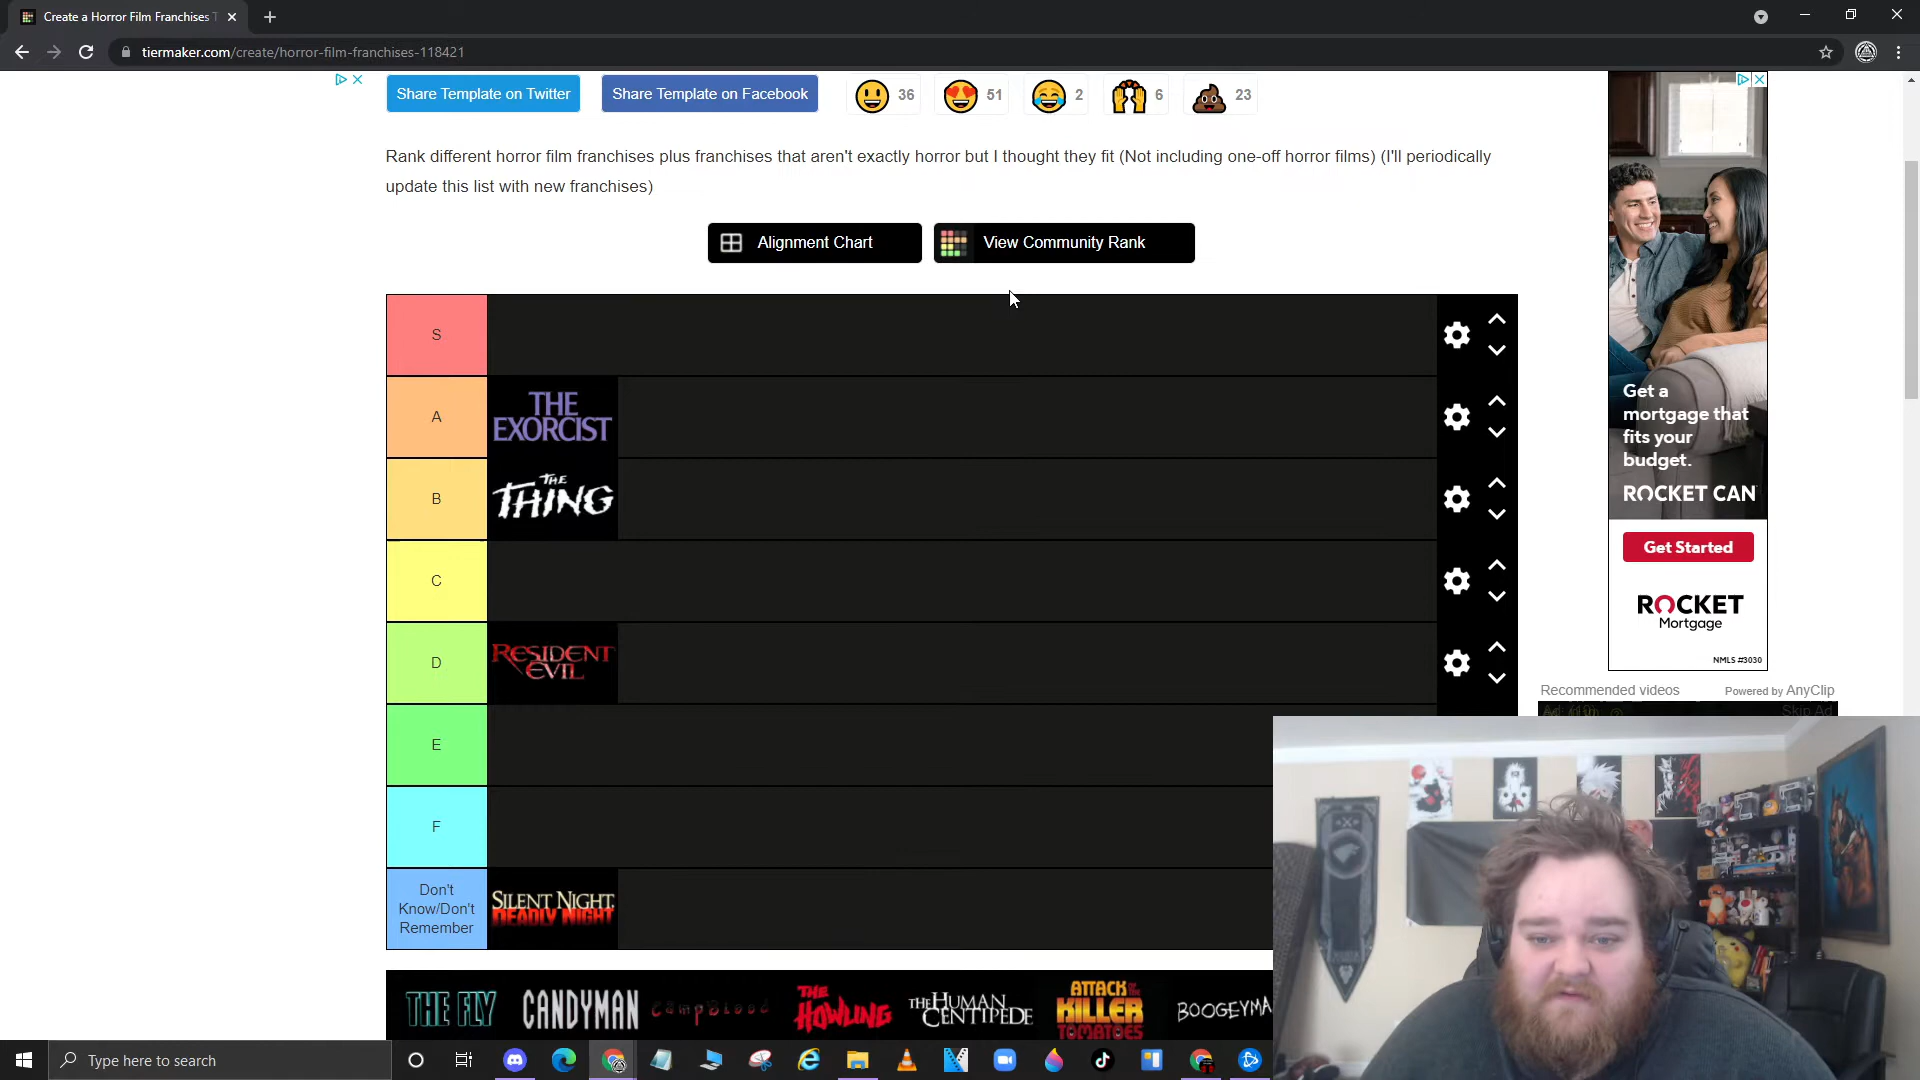 Create a Horror Film Franchises T
tiermaker.com/create/horror-film-franchises-118421
Share Template on Twitter
Share Template on Facebook
36
51
2
6
23
Rank different horror film franchises plus franchises that aren't exactly horror but I thought they fit (Not including one-off horror films) (I'll periodically
update this list with new franchises)
Alignment Chart
View Community Rank
S
A
THE
EXORCIST
B
THE
THING
C
D
RESIDENT
EVIL
E
F
Don't
Know/Don't
Remember
SILENT NIGHT,
DEADLY NIGHT
THE FLY
CANDYMAN
CampBlood
THE
HOWLING
THE HUMAN
CENTIPEDE
ATTACK
OF THE
KILLER
TOMATOES
BOOGEYMA
Get a
mortgage that
fits your
budget.
ROCKET CAN
Get Started
ROCKET
Mortgage
NMLS #3030
Recommended videos
Powered by AnyClip
Skip Ad
Type here to search